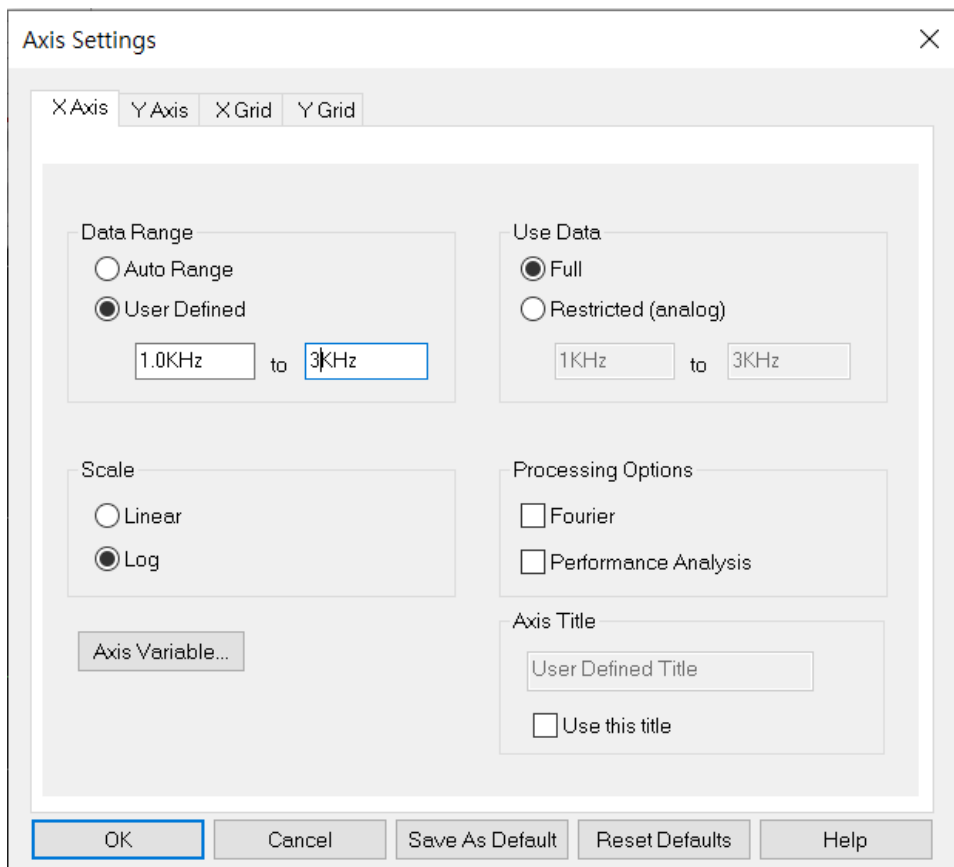 Axis Settings
X Axis
Y Axis
X Grid
Y Grid
Data Range
Auto Range
User Defined
1.0KHz to 3KHz
Use Data
Full
Restricted (analog)
1KHz to 3KHz
Scale
Linear
Log
Processing Options
Fourier
Performance Analysis
Axis Variable...
Axis Title
User Defined Title
Use this title
OK
Cancel
Save As Default
Reset Defaults
Help